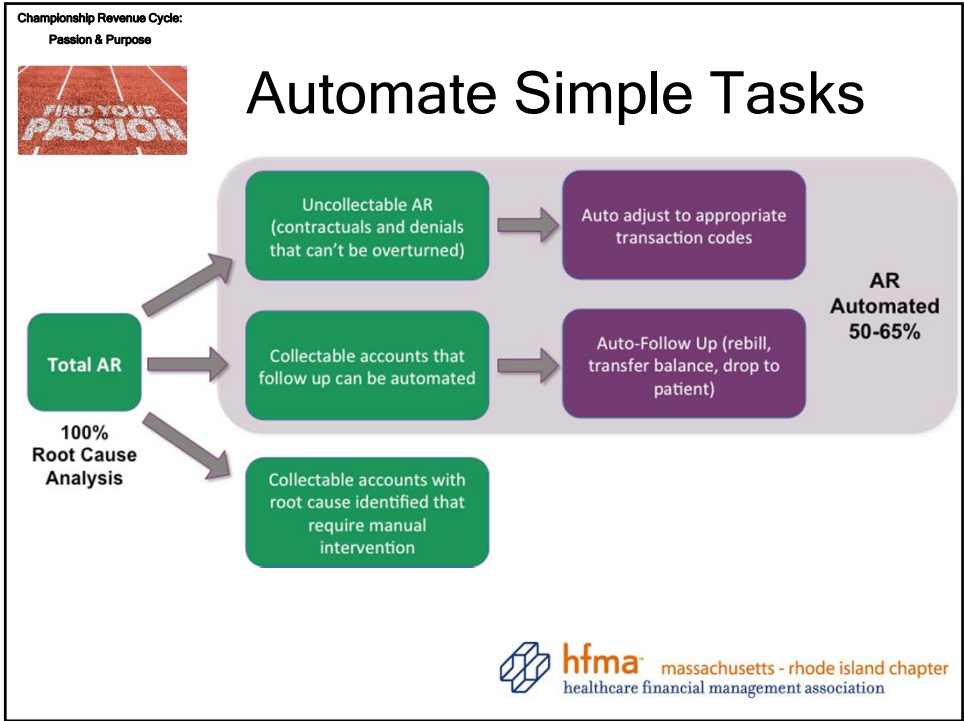 Championship Revenue Cycle:
Passion & Purpose
FIND YOUR
PASSION
Automate Simple Tasks
Uncollectable AR
(contractuals and denials
that can’t be overturned)
Auto adjust to appropriate
transaction codes
AR
Automated
50-65%
Total AR
Collectable accounts that
follow up can be automated
Auto-Follow Up (rebill,
transfer balance, drop to
patient)
100%
Root Cause
Analysis
Collectable accounts with
root cause identified that
require manual
intervention
hfma™ massachusetts - rhode island chapter
healthcare financial management association